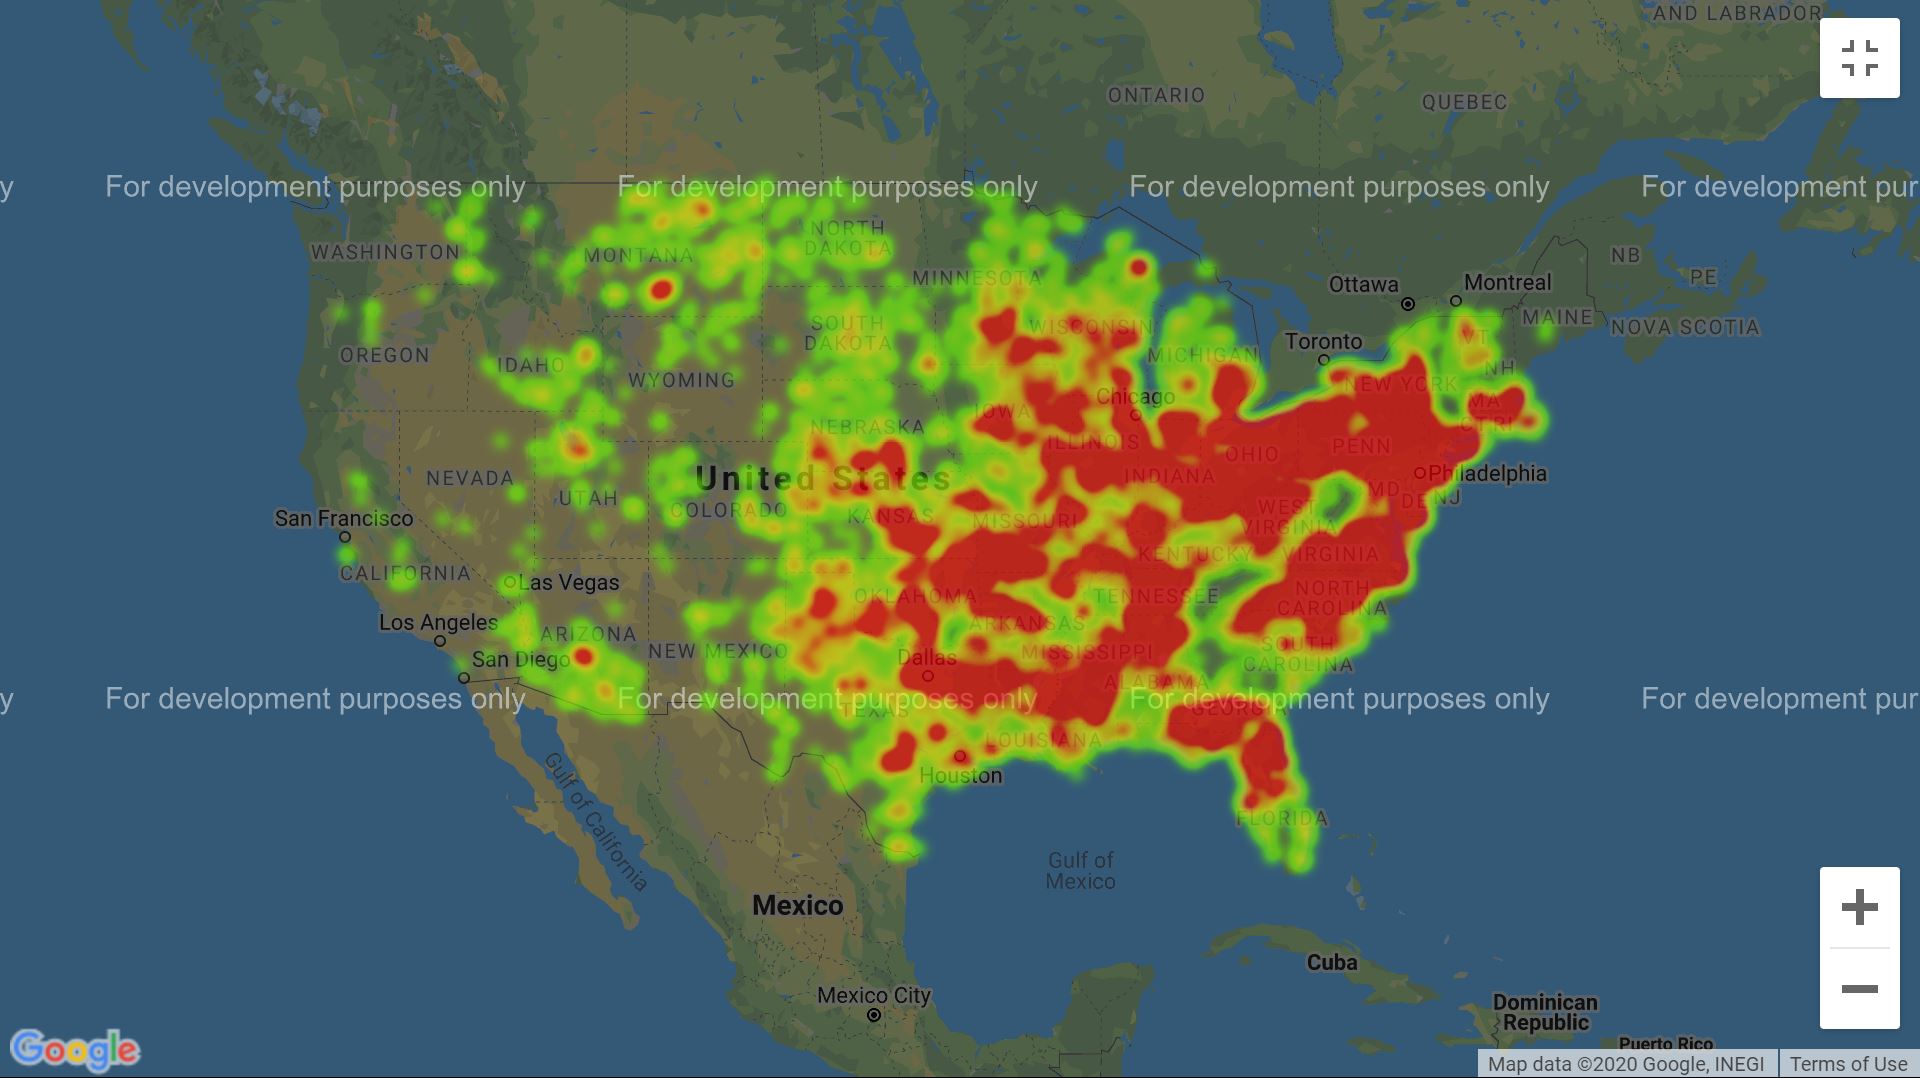 AND LABRADOR
ONTARIO
QUEBEC
y
For development purposes only
For development purposes only
For development purposes only
For development pur
NORTH
DAKOTA
WASHINGTON
MONTANA
NB
PE
MINNESOTA
Ottawa
Montreal
MAINE
NOVA SCOTIA
SOUTH
DAKOTA
WISCONSIN
VT
Toronto
OREGON
MICHIGAN
IDAHO
NH
WYOMING
NEW YORK
Chicago
MA
IOWA
CT RI
NEBRASKA
ILLINOIS
OHIO
PENN
United States
NEVADA
INDIANA
Philadelphia
UTAH
MD
DE
NJ
COLORADO
WEST
VIRGINIA
San Francisco
KANSAS
MISSOURI
KENTUCKY
VIRGINIA
CALIFORNIA
Las Vegas
OKLAHOMA
TENNESSEE
NORTH
CAROLINA
Los Angeles
ARIZONA
ARKANSAS
NEW MEXICO
MISSISSIPPI
SOUTH
CAROLINA
San Diego
Dallas
ALABAMA
y
For development purposes only
For development purposes only
For development purposes only
For development pur
TEXAS
GEORGIA
LOUISIANA
Houston
Gulf of California
FLORIDA
Gulf of
Mexico
Mexico
Cuba
Mexico City
Dominican
Republic
Puerto Rico
Google
Map data ©2020 Google, INEGI
Terms of Use